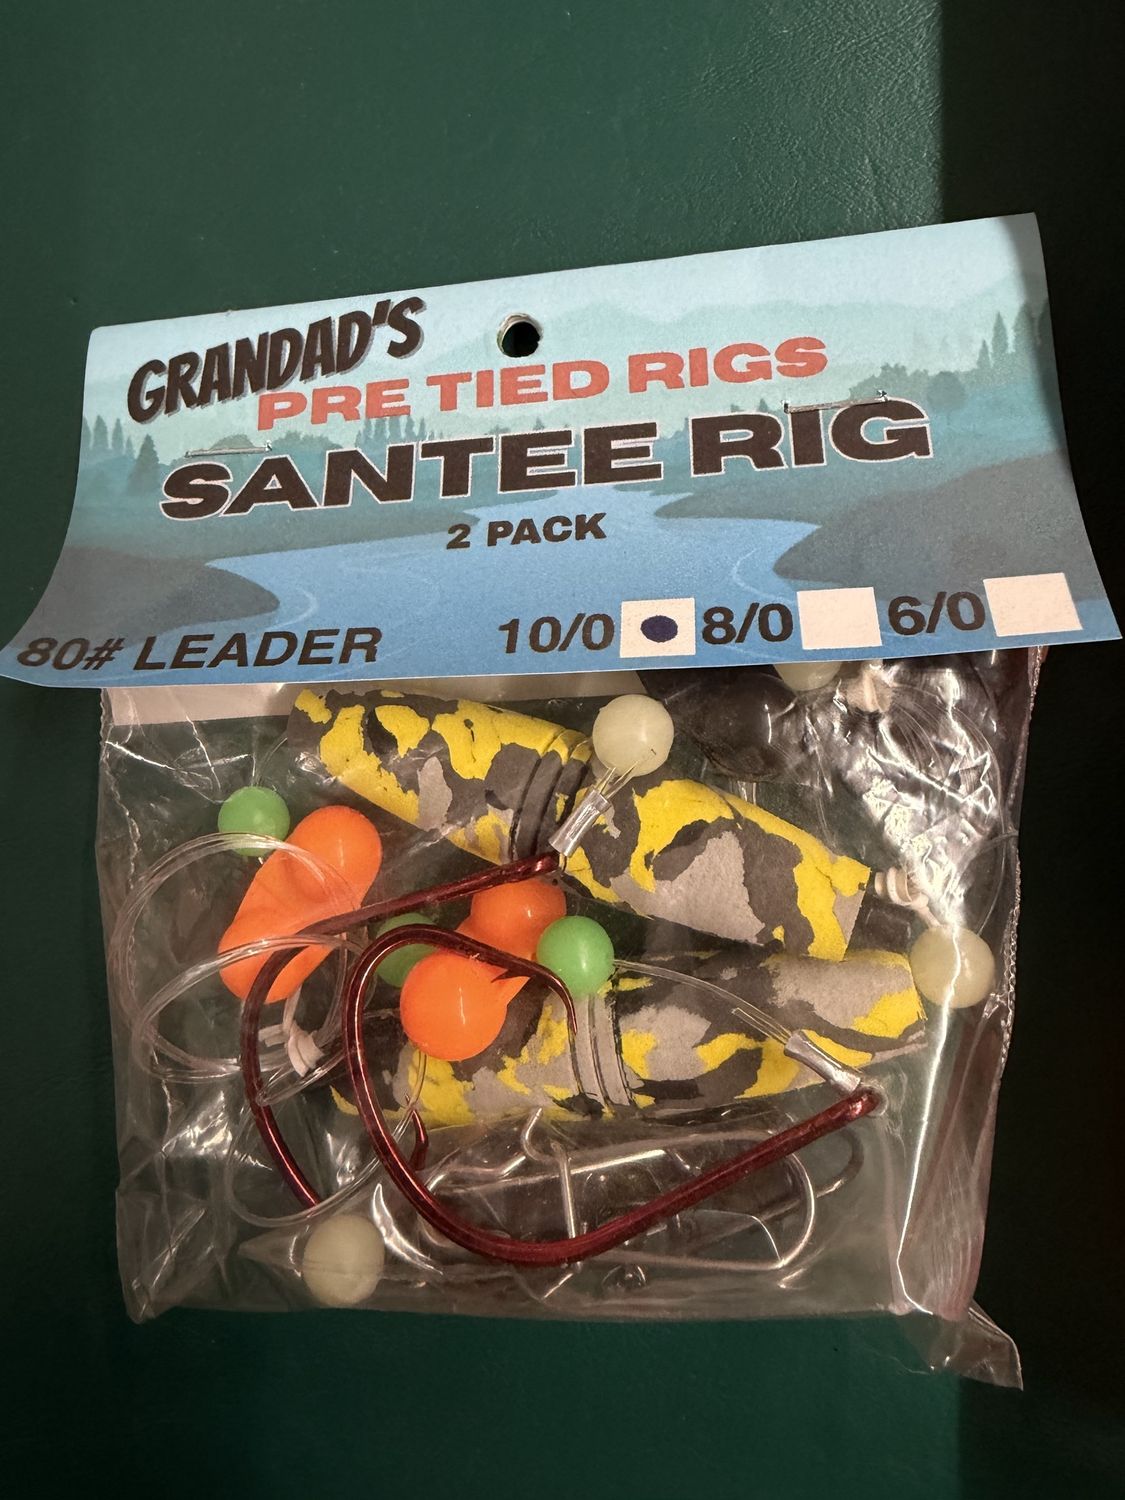 GRANDAD'S
PRE TIED RIGS
SANTEE RIG
2 PACK
80# LEADER 10/0 8/0 6/0